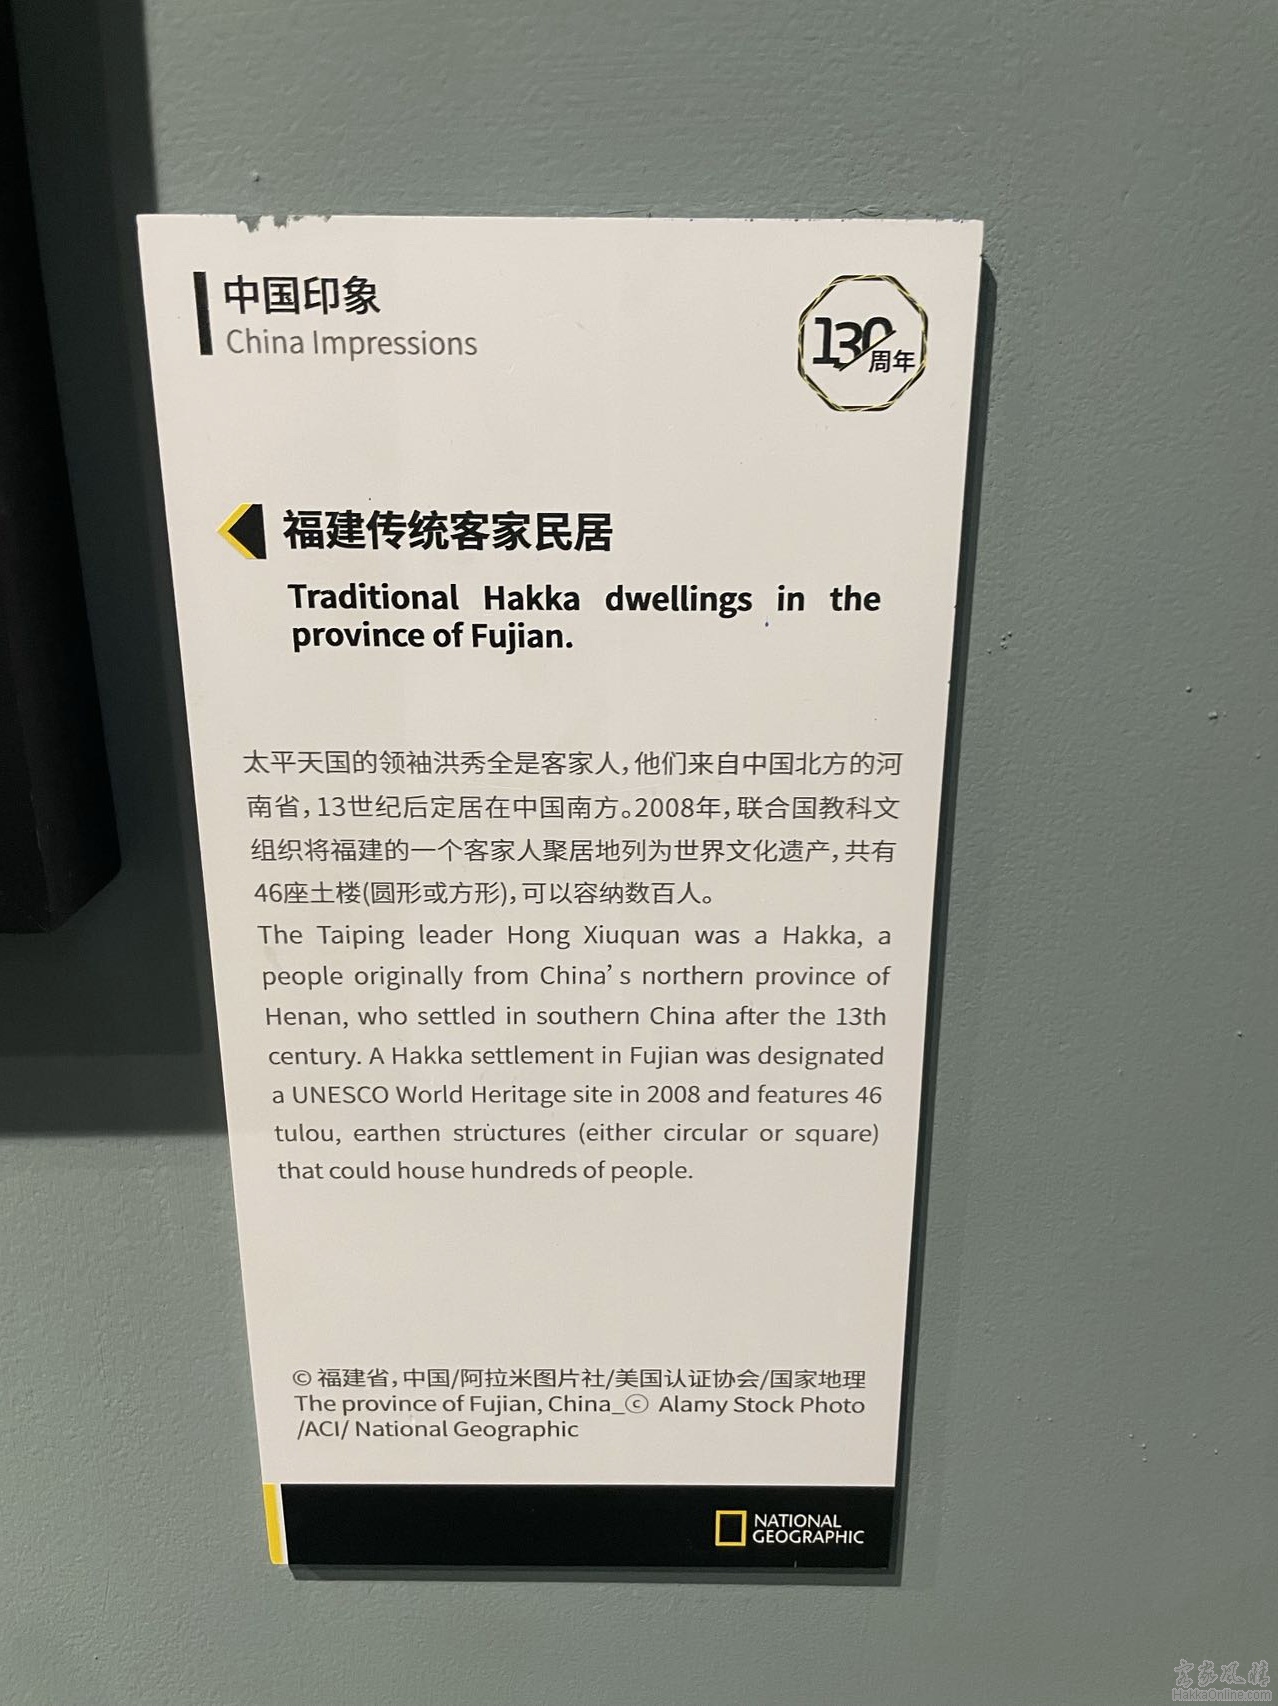 中国印象
China Impressions
130
周年
福建传统客家民居
Traditional Hakka dwellings in the
province of Fujian.
太平天国的领袖洪秀全是客家人,他们来自中国北方的河
南省,13世纪后定居在中国南方。2008年,联合国教科文
组织将福建的一个客家人聚居地列为世界文化遗产,共有
46座土楼(圆形或方形),可以容纳数百人。
The Taiping leader Hong Xiuquan was a Hakka, a
people originally from China’s northern province of
Henan, who settled in southern China after the 13th
century. A Hakka settlement in Fujian was designated
a UNESCO World Heritage site in 2008 and features 46
tulou, earthen structures (either circular or square)
that could house hundreds of people.
© 福建省,中国/阿拉米图片社/美国认证协会/国家地理
The province of Fujian, China_ⓒ Alamy Stock Photo
/ACI/ National Geographic
NATIONAL
GEOGRAPHIC
客家风情
HakkaOnline.com